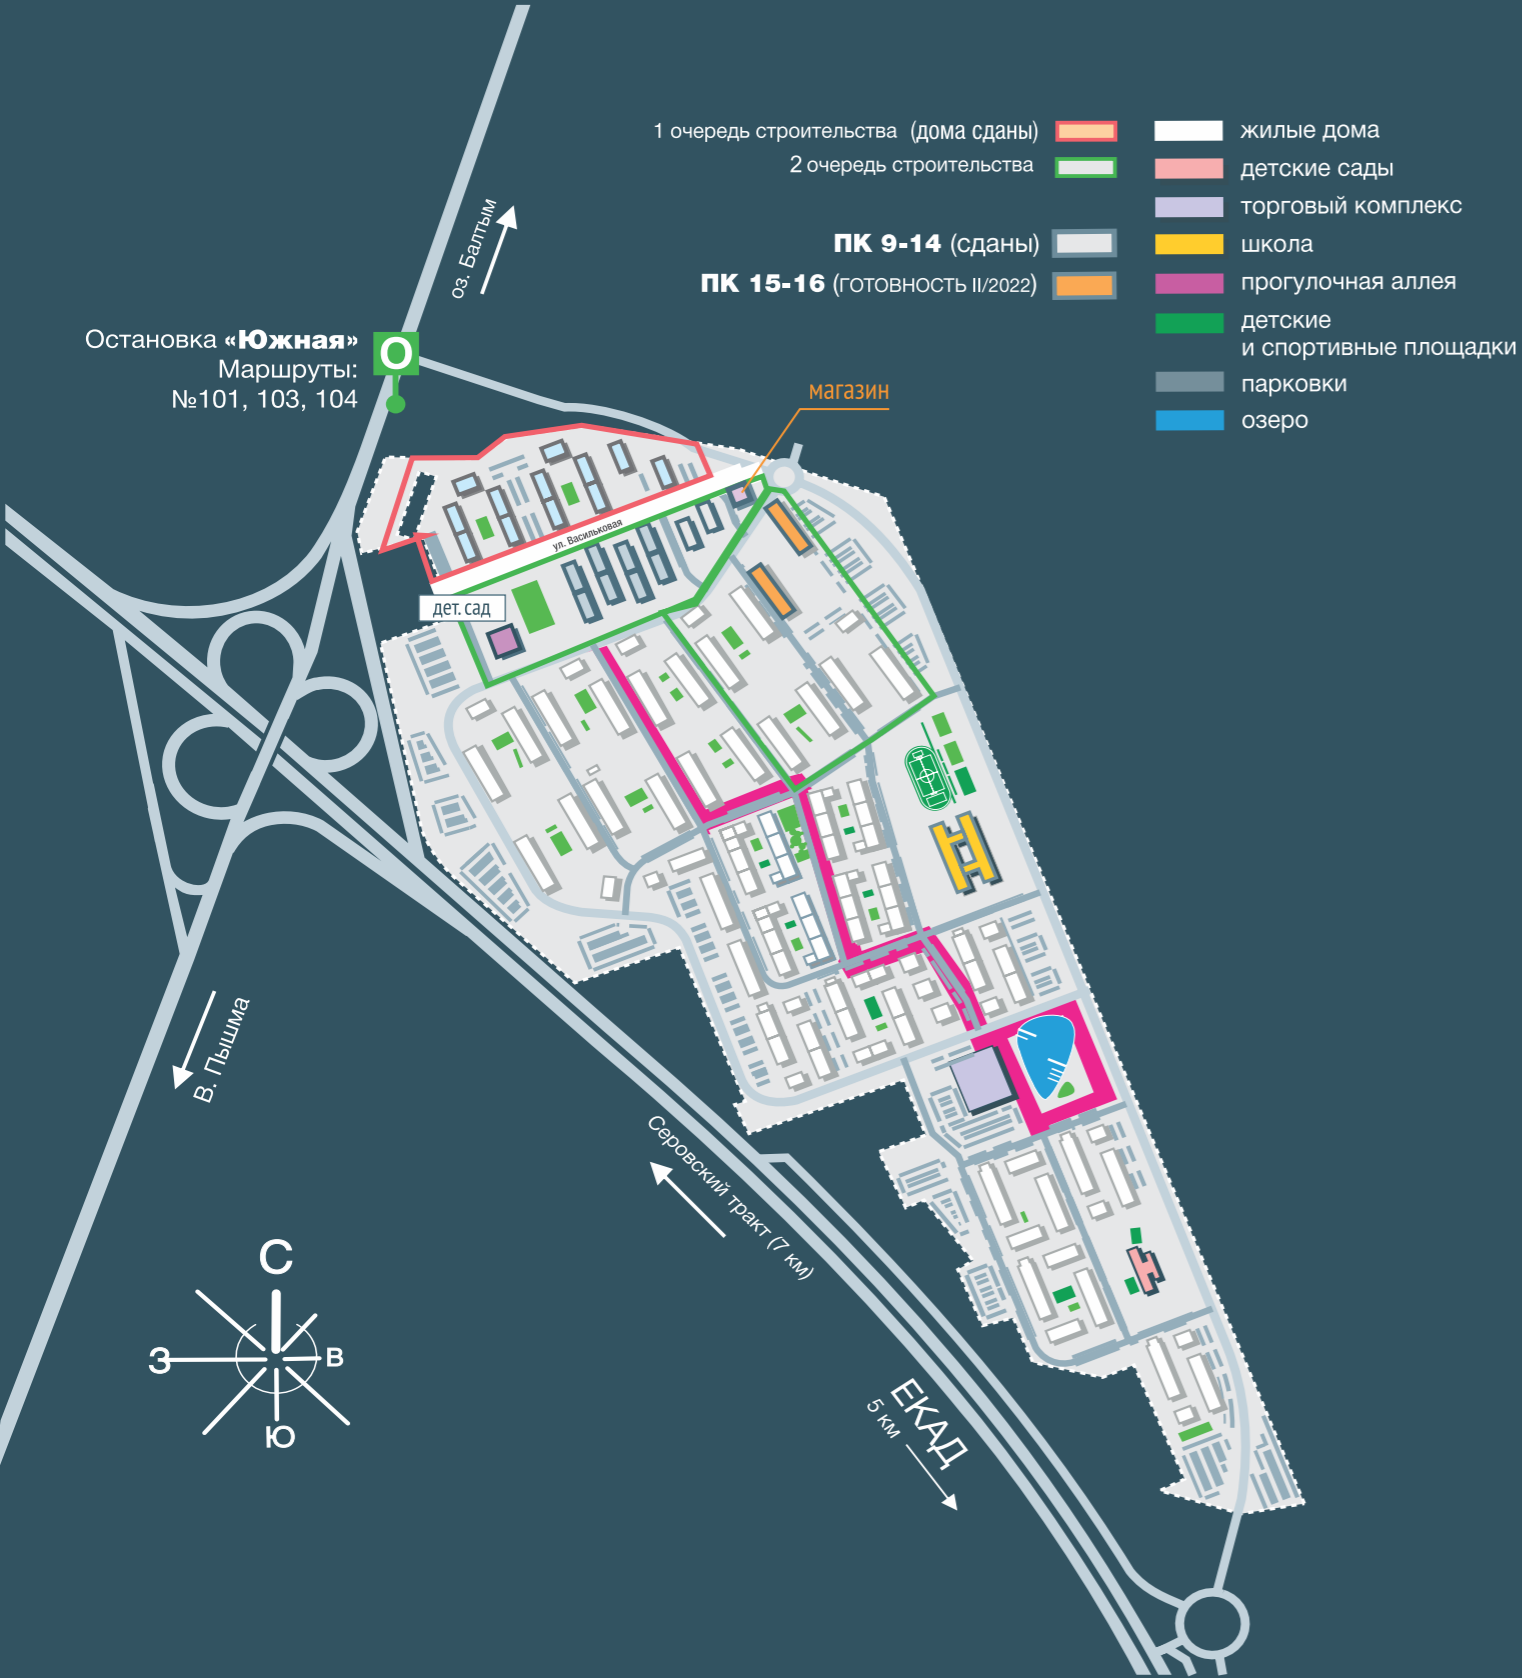 1 очередь строительства (дома сданы)
2 очередь строительства
ПК 9-14 (сданы)
ПК 15-16 (ГОТОВНОСТЬ II/2022)
жилые дома
детские сады
торговый комплекс
школа
прогулочная аллея
детские
и спортивные площадки
парковки
озеро
оз. Балтым
Остановка «Южная»
Маршруты:
№101, 103, 104
О
магазин
ул. Васильковая
дет. сад
В. Пышма
Серовский тракт (7 км)
ЕКАД
5 км
С
З
В
Ю